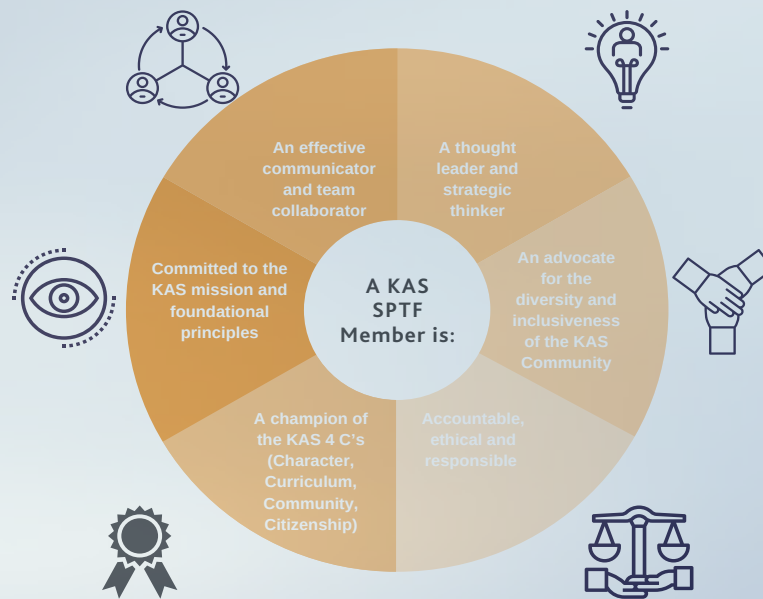 A KAS
SPTF
Member is:
An effective
communicator
and team
collaborator
A thought
leader and
strategic
thinker
An advocate
for the
diversity and
inclusiveness
of the KAS
Community
Accountable,
ethical and
responsible
A champion of
the KAS 4 C's
(Character,
Curriculum,
Community,
Citizenship)
Committed to the
KAS mission and
foundational
principles